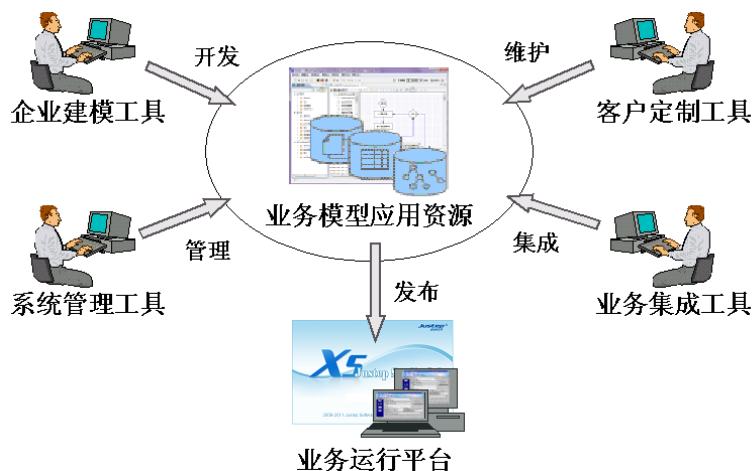 开发
维护
企业建模工具
客户定制工具
业务模型应用资源
管理
集成
系统管理工具
业务集成工具
发布
Justep
X5
Justep
业务运行平台